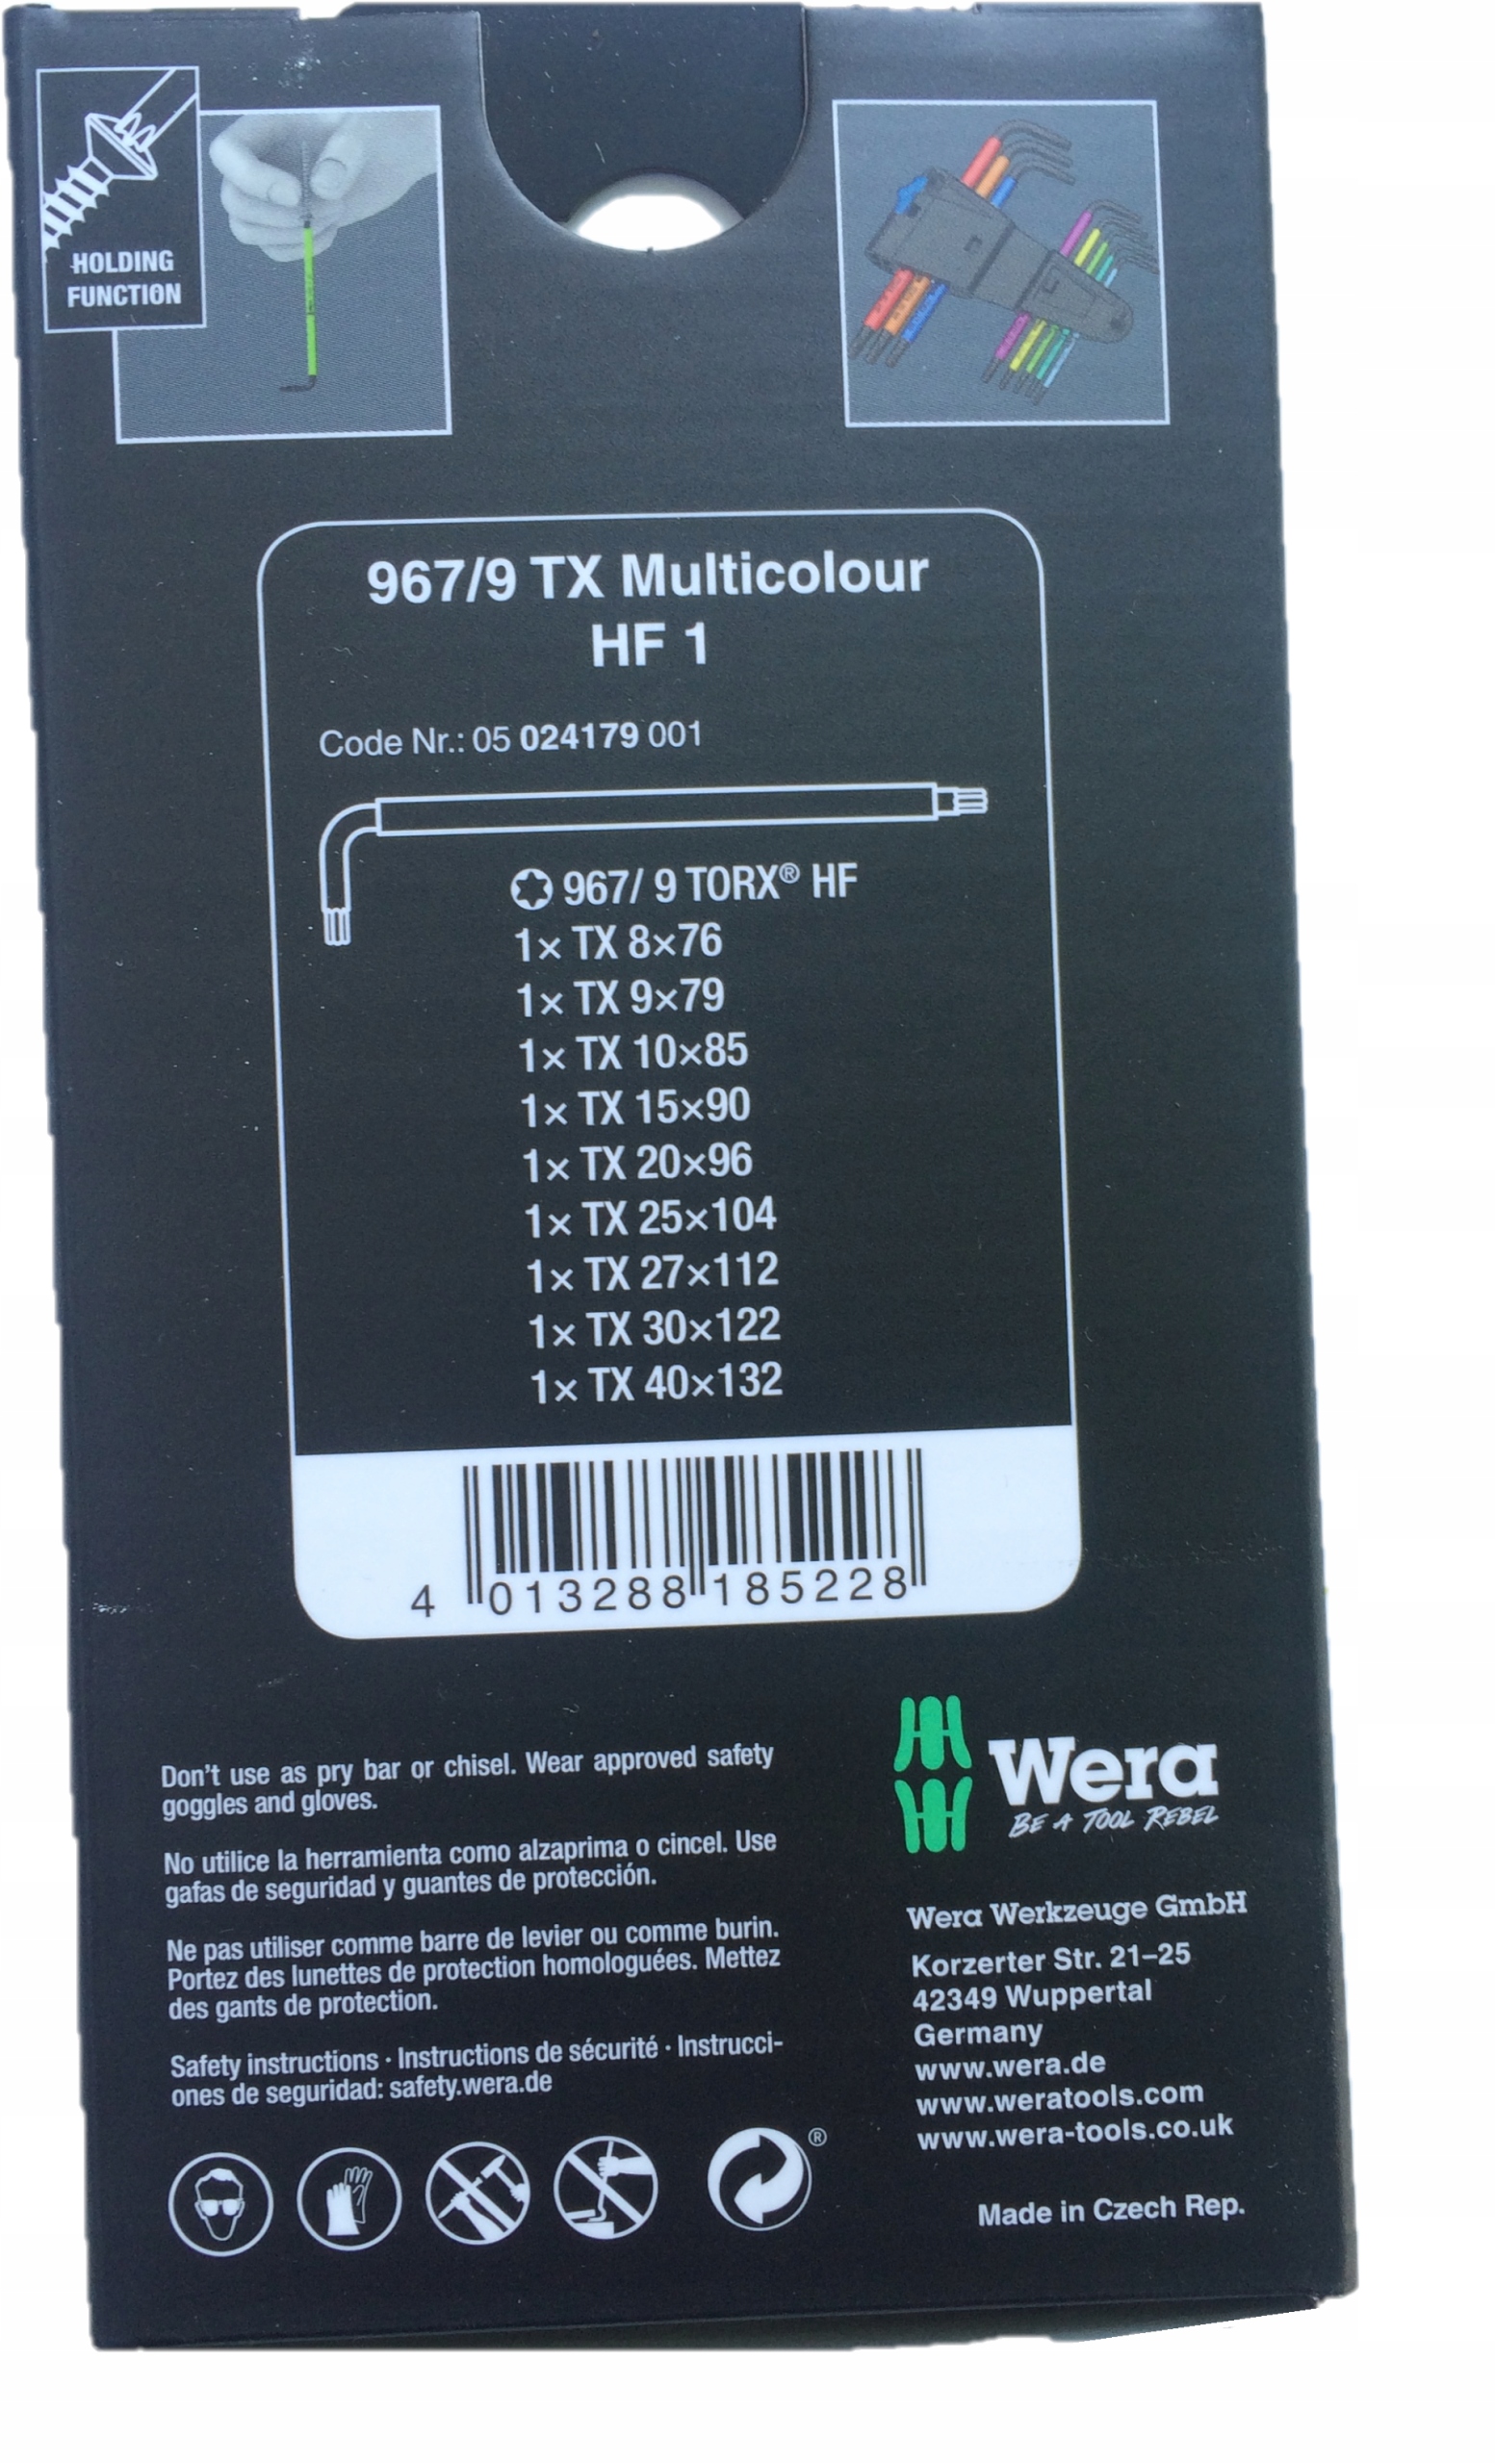 HOLDING
FUNCTION
967/9 TX Multicolour
HF 1
Code Nr.: 05 024179 001
967/ 9 TORX® HF
1× TX 8×76
1× TX 9×79
1× TX 10×85
1× TX 15×90
1× TX 20×96
1× TX 25×104
1× TX 27×112
1× TX 30×122
1× TX 40×132
4 013288 185228
Don't use as pry bar or chisel. Wear approved safety
goggles and gloves.
No utilice la herramienta como alzaprima o cincel. Use
gafas de seguridad y guantes de protección.
Ne pas utiliser comme barre de levier ou comme burin.
Portez des lunettes de protection homologuées. Mettez
des gants de protection.
Safety instructions · Instructions de sécurité · Instrucci-
ones de seguridad: safety.wera.de
®
Wera
BE A TOOL REBEL
Wera Werkzeuge GmbH
Korzerter Str. 21–25
42349 Wuppertal
Germany
www.wera.de
www.weratools.com
www.wera-tools.co.uk
Made in Czech Rep.